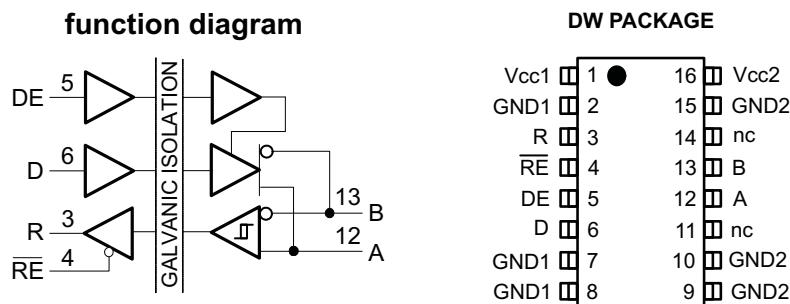 function diagram
DE 5
D 6
R 3
RE 4
GALVANIC ISOLATION
13 B
12 A
DW PACKAGE
Vcc1 1 16 Vcc2
GND1 2 15 GND2
R 3 14 nc
RE 4 13 B
DE 5 12 A
D 6 11 nc
GND1 7 10 GND2
GND1 8 9 GND2